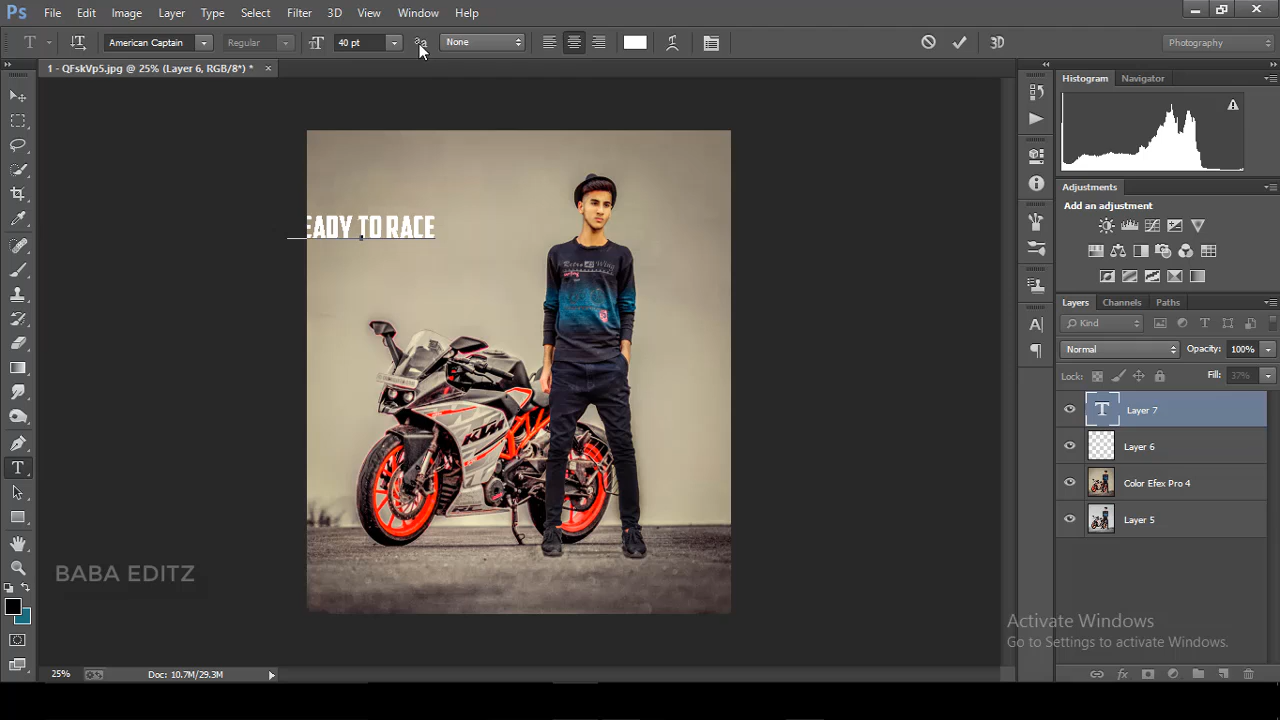 Ps File Edit Image Layer Type Select Filter 3D View Window Help
American Captain Regular 40 pt None 3D Photography
1 - QFskVp5.jpg @ 25% (Layer 6, RGB/8*) *
Histogram Navigator
EADY TO RACE
Adjustments
Add an adjustment
Layers Channels Paths
Kind
Normal Opacity: 100%
Lock: Fill: 37%
Layer 7
Layer 6
Color Efex Pro 4
Layer 5
KTM
BABA EDITZ
Activate Windows
Go to Settings to activate Windows.
25% Doc: 10.7M/29.3M